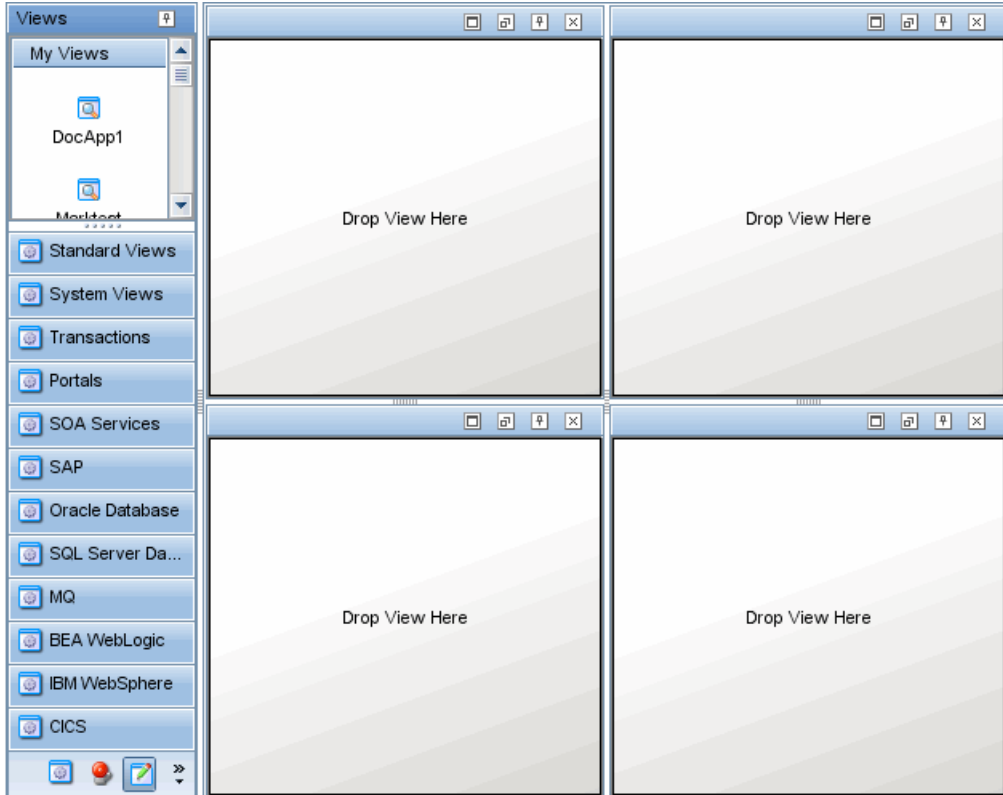 Views
My Views
DocApp1
Standard Views
System Views
Transactions
Portals
SOA Services
SAP
Oracle Database
SQL Server Da...
MQ
BEA WebLogic
IBM WebSphere
CICS
Drop View Here
Drop View Here
Drop View Here
Drop View Here